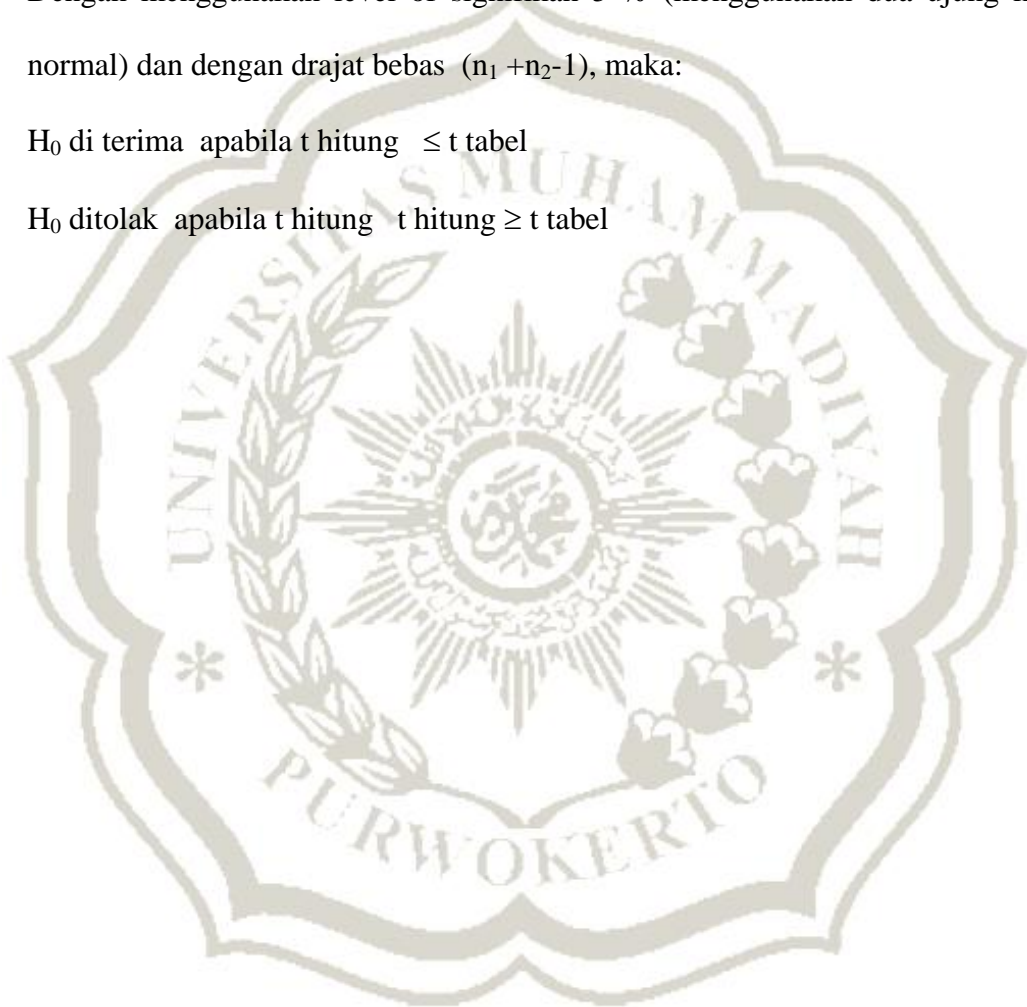 normal) dan dengan drajat bebas (n₁ +n₂-1), maka:
H₀ di terima apabila t hitung ≤ t tabel
H₀ ditolak apabila t hitung t hitung ≥ t tabel
UNIVERSITAS MUHAMMADIYAH
PURWOKERTO